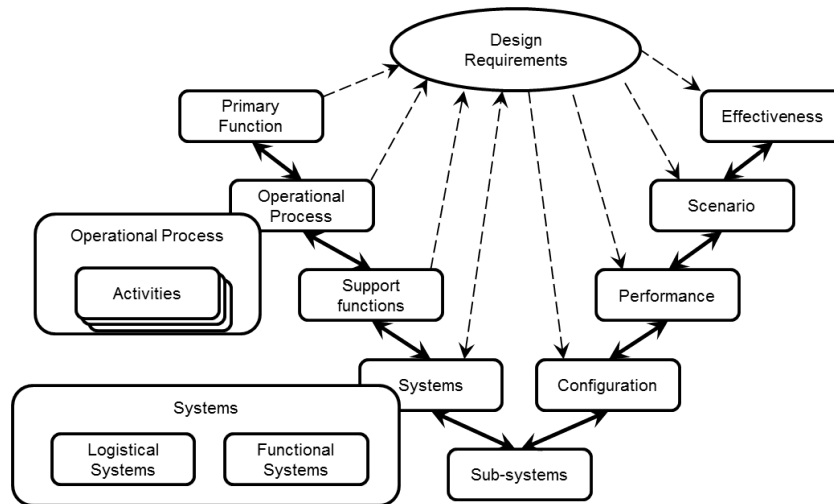 Design
Requirements
Primary
Function
Effectiveness
Operational
Process
Scenario
Operational Process
Activities
Support
functions
Performance
Systems
Configuration
Systems
Logistical
Systems
Functional
Systems
Sub-systems